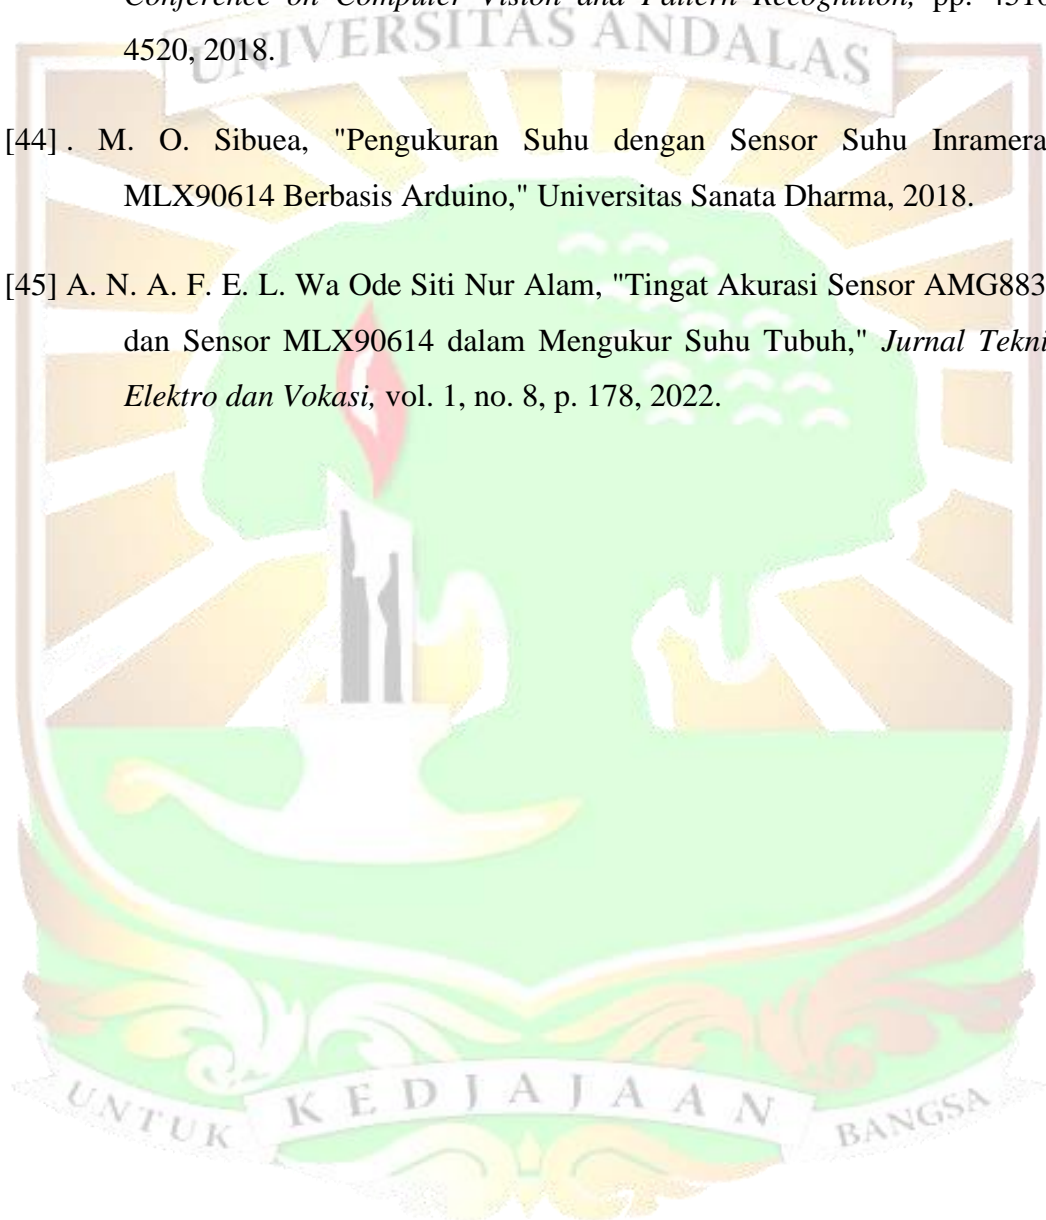 Conference on Computer Vision and Pattern Recognition, pp. 4510
4520, 2018.
UNIVERSITAS ANDALAS
[44] . M. O. Sibuea, "Pengukuran Suhu dengan Sensor Suhu Inramera
MLX90614 Berbasis Arduino," Universitas Sanata Dharma, 2018.
[45] A. N. A. F. E. L. Wa Ode Siti Nur Alam, "Tingat Akurasi Sensor AMG883
dan Sensor MLX90614 dalam Mengukur Suhu Tubuh," Jurnal Tekni
Elektro dan Vokasi, vol. 1, no. 8, p. 178, 2022.
UNTUK KEDJAJAAN BANGSA